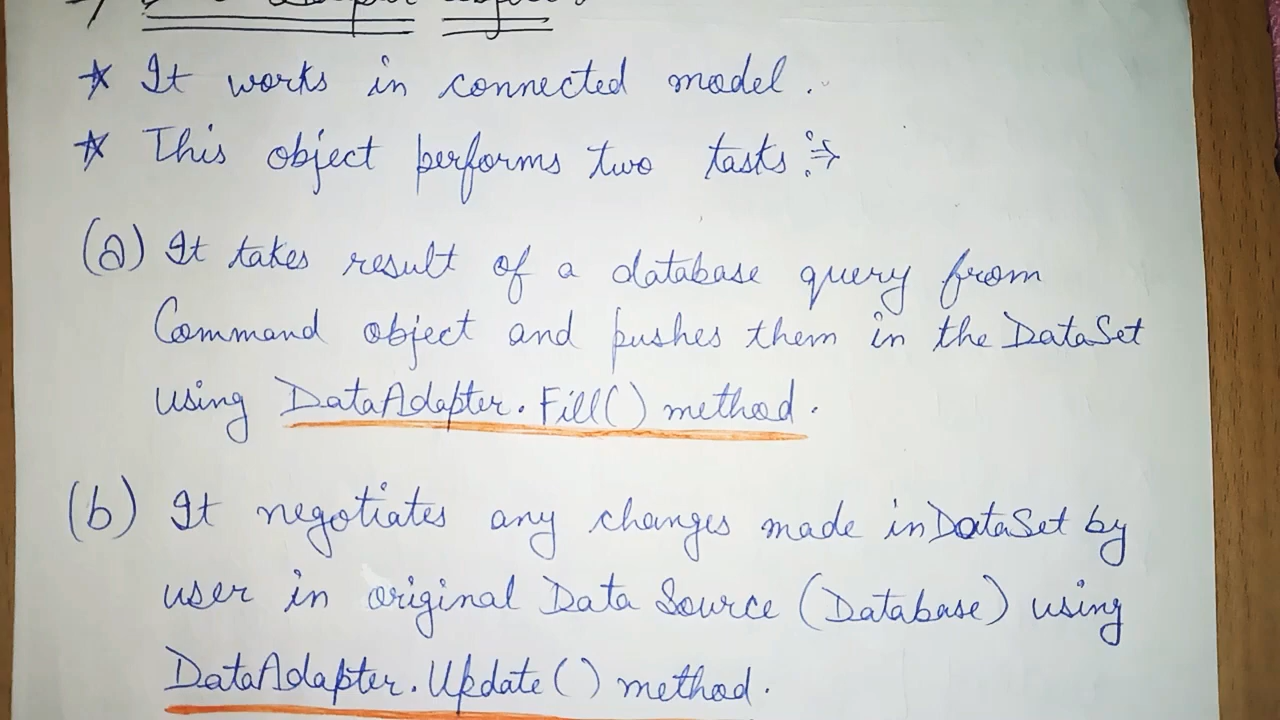 ★ It works in connected model.
★ This object performs two tasks :⇒
(a) It takes result of a database query from
Command object and pushes them in the DataSet
using DataAdapter.Fill() method.
(b) It negotiates any changes made in DataSet by
user in original Data Source (Database) using
DataAdapter.Update() method.